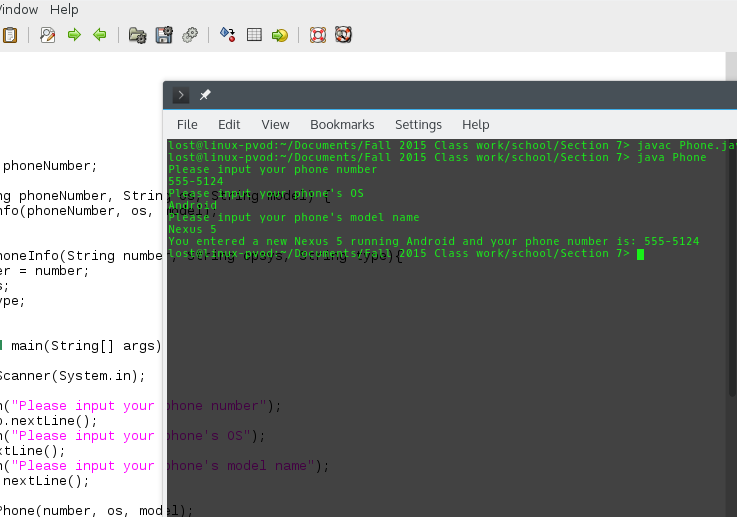 indow Help
File Edit View Bookmarks Settings Help
lost@linux-pvod:~/Documents/Fall 2015 Class work/school/Section 7> javac Phone.jav
lost@linux-pvod:~/Documents/Fall 2015 Class work/school/Section 7> java Phone
Please input your phone number
555-5124
Please input your phone's OS
Android
Please input your phone's model name
Nexus 5
You entered a new Nexus 5 running Android and your phone number is: 555-5124
lost@linux-pvod:~/Documents/Fall 2015 Class work/school/Section 7>
phoneNumber;
ng phoneNumber, String os, String model) {
nfo(phoneNumber, os, model);
honeInfo(String number, String opsys, String type){
er = number;
s;
ype;
main(String[] args)
Scanner(System.in);
n("Please input your phone number");
o.nextLine();
n("Please input your phone's OS");
xtLine();
n("Please input your phone's model name");
.nextLine();
Phone(number, os, model);